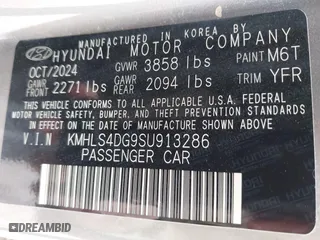 MANUFACTURED IN KOREA BY
HYUNDAI MOTOR COMPANY
OCT/2024 GVWR 3858 lbs PAINT M6T
GAWR FRONT 2271 lbs GAWR REAR 2094 lbs TRIM YFR
THIS VEHICLE CONFORMS TO ALL APPLICABLE U.S.A. FEDERAL
MOTOR VEHICLE SAFETY, BUMPER, AND THEFT PREVENTION
STANDARDS IN EFFECT ON THE DATE OF MANUFACTURE SHOWN ABOVE.
V.I.N KMHLS4DG9SU913286
PASSENGER CAR
DREAMBID